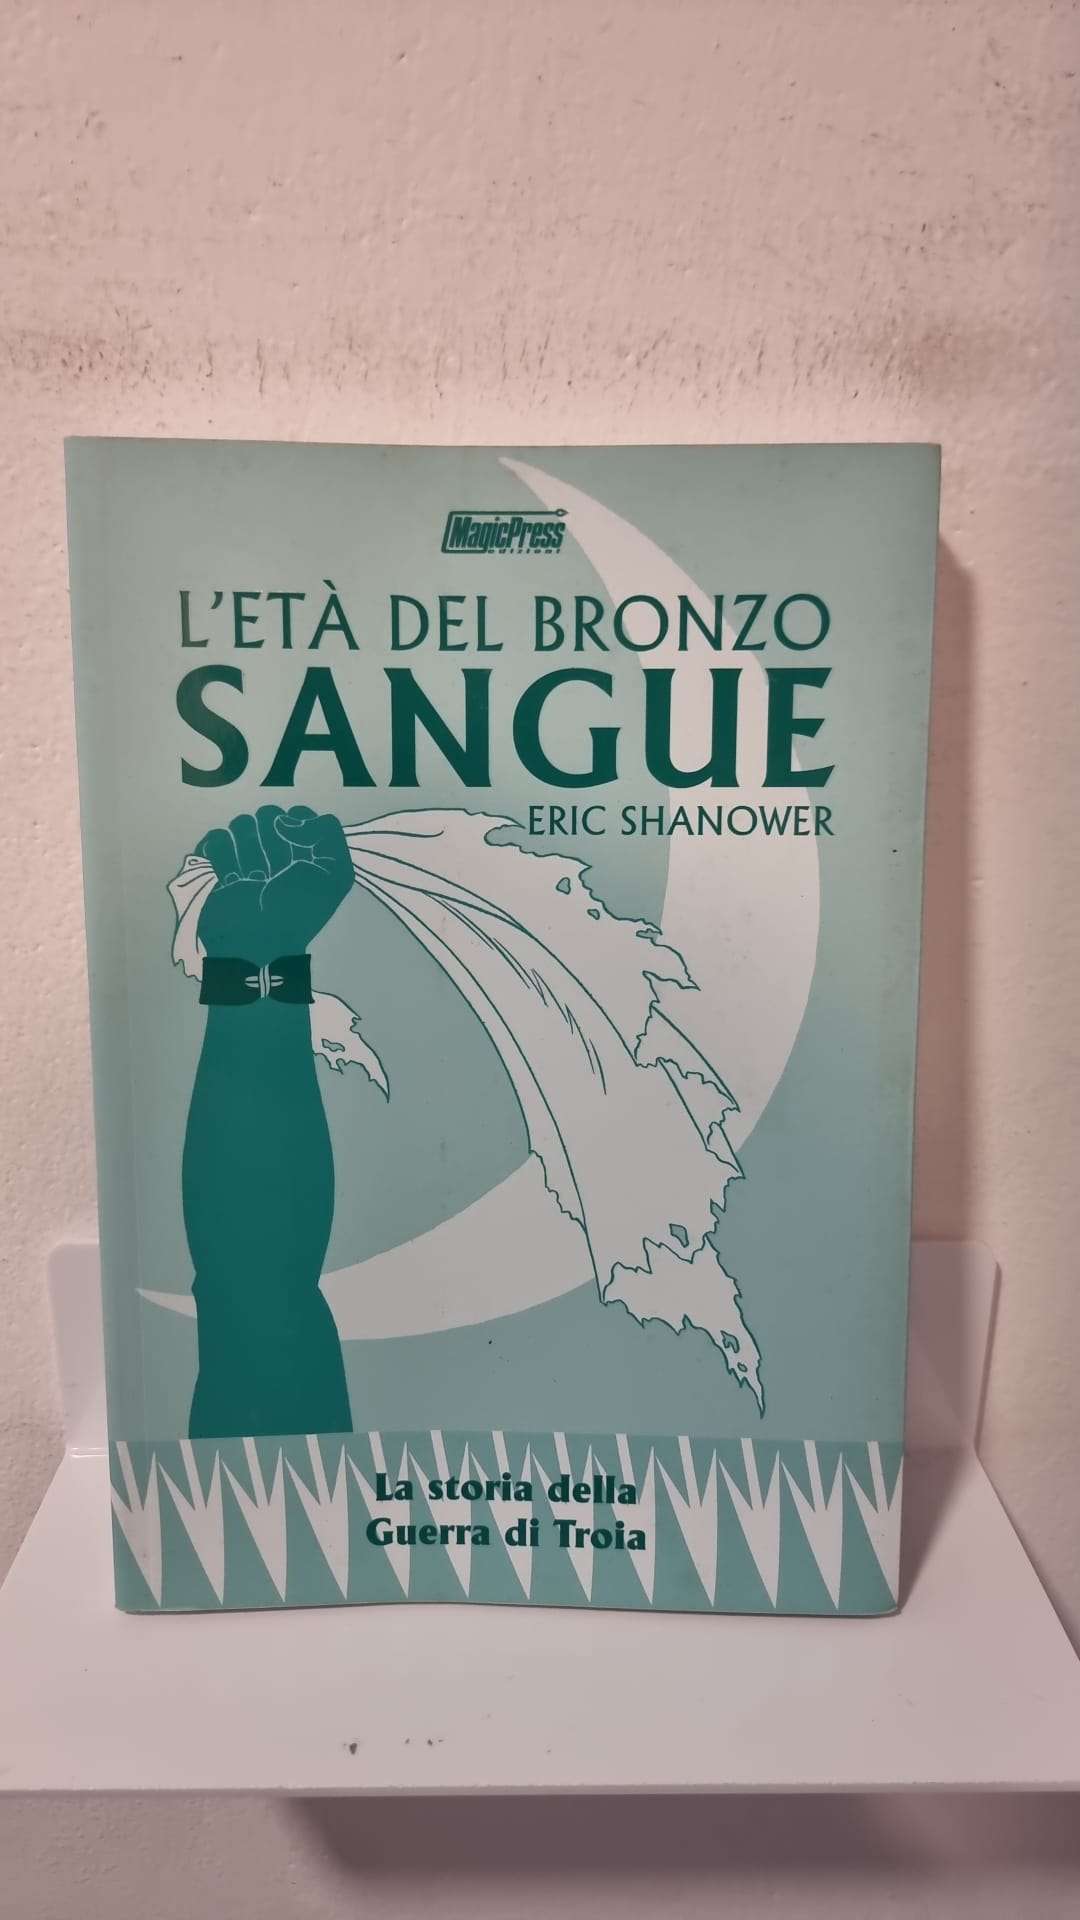 MagicPress
edizioni
L'ETÀ DEL BRONZO
SANGUE
ERIC SHANOWER
La storia della
Guerra di Troia